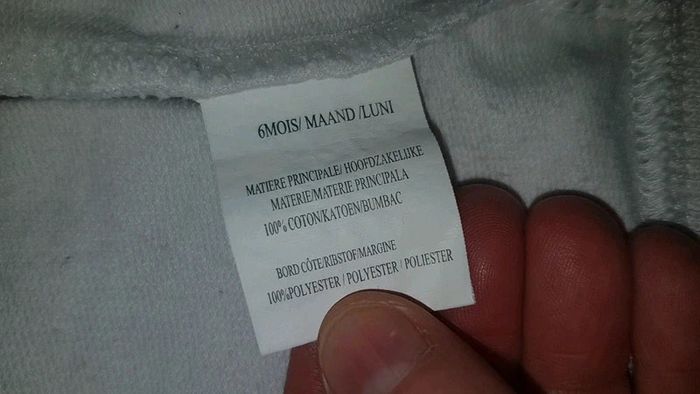 6MOIS/ MAAND /LUNI
MATIERE PRINCIPALE/ HOOFDZAKELIJKE
MATERIE/MATERIE PRINCIPALA
100% COTON/KATOEN/BUMBAC
BORD CÔTE/RIBSTOF/MARGINE
100%POLYESTER / POLYESTER / POLIESTER